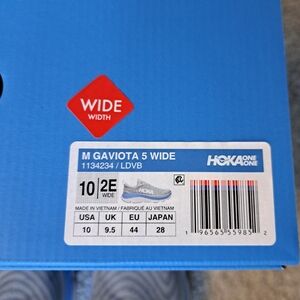 WIDE
WIDTH
M GAVIOTA 5 WIDE
1134234 / LDVB
HOKA ONE ONE
10 2E WIDE
HOKA
MADE IN VIETNAM / FABRIQUÉ AU VIETNAM
USA UK EU JAPAN
10 9.5 44 28
1 96565 55985 2